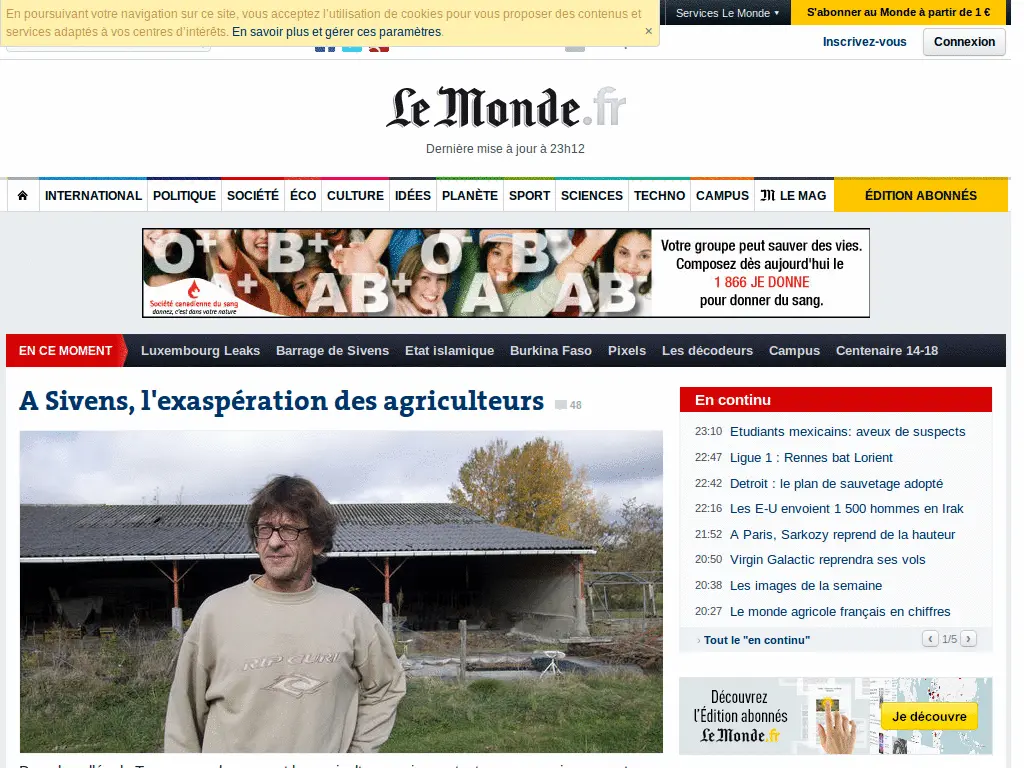 En poursuivant votre navigation sur ce site, vous acceptez l'utilisation de cookies pour vous proposer des contenus et
services adaptés à vos centres d'intérêts. En savoir plus et gérer ces paramètres. ×
Services Le Monde ▾
S'abonner au Monde à partir de 1 €
Inscrivez-vous
Connexion
Le Monde.fr
Dernière mise à jour à 23h12
INTERNATIONAL POLITIQUE SOCIÉTÉ ÉCO CULTURE IDÉES PLANÈTE SPORT SCIENCES TECHNO CAMPUS M LE MAG ÉDITION ABONNÉS
O+ B+ O- B-
A+ AB+ A- AB-
Société canadienne du sang
donnez, c'est dans votre nature
Votre groupe peut sauver des vies.
Composez dès aujourd'hui le
1 866 JE DONNE
pour donner du sang.
EN CE MOMENT Luxembourg Leaks Barrage de Sivens Etat islamique Burkina Faso Pixels Les décodeurs Campus Centenaire 14-18
A Sivens, l'exaspération des agriculteurs 48
RIP CURL
En continu
23:10 Etudiants mexicains: aveux de suspects
22:47 Ligue 1 : Rennes bat Lorient
22:42 Detroit : le plan de sauvetage adopté
22:16 Les E-U envoient 1 500 hommes en Irak
21:52 A Paris, Sarkozy reprend de la hauteur
20:50 Virgin Galactic reprendra ses vols
20:38 Les images de la semaine
20:27 Le monde agricole français en chiffres
› Tout le "en continu" ‹ 1/5 ›
Découvrez
l'Édition abonnés
Le Monde.fr
Je découvre